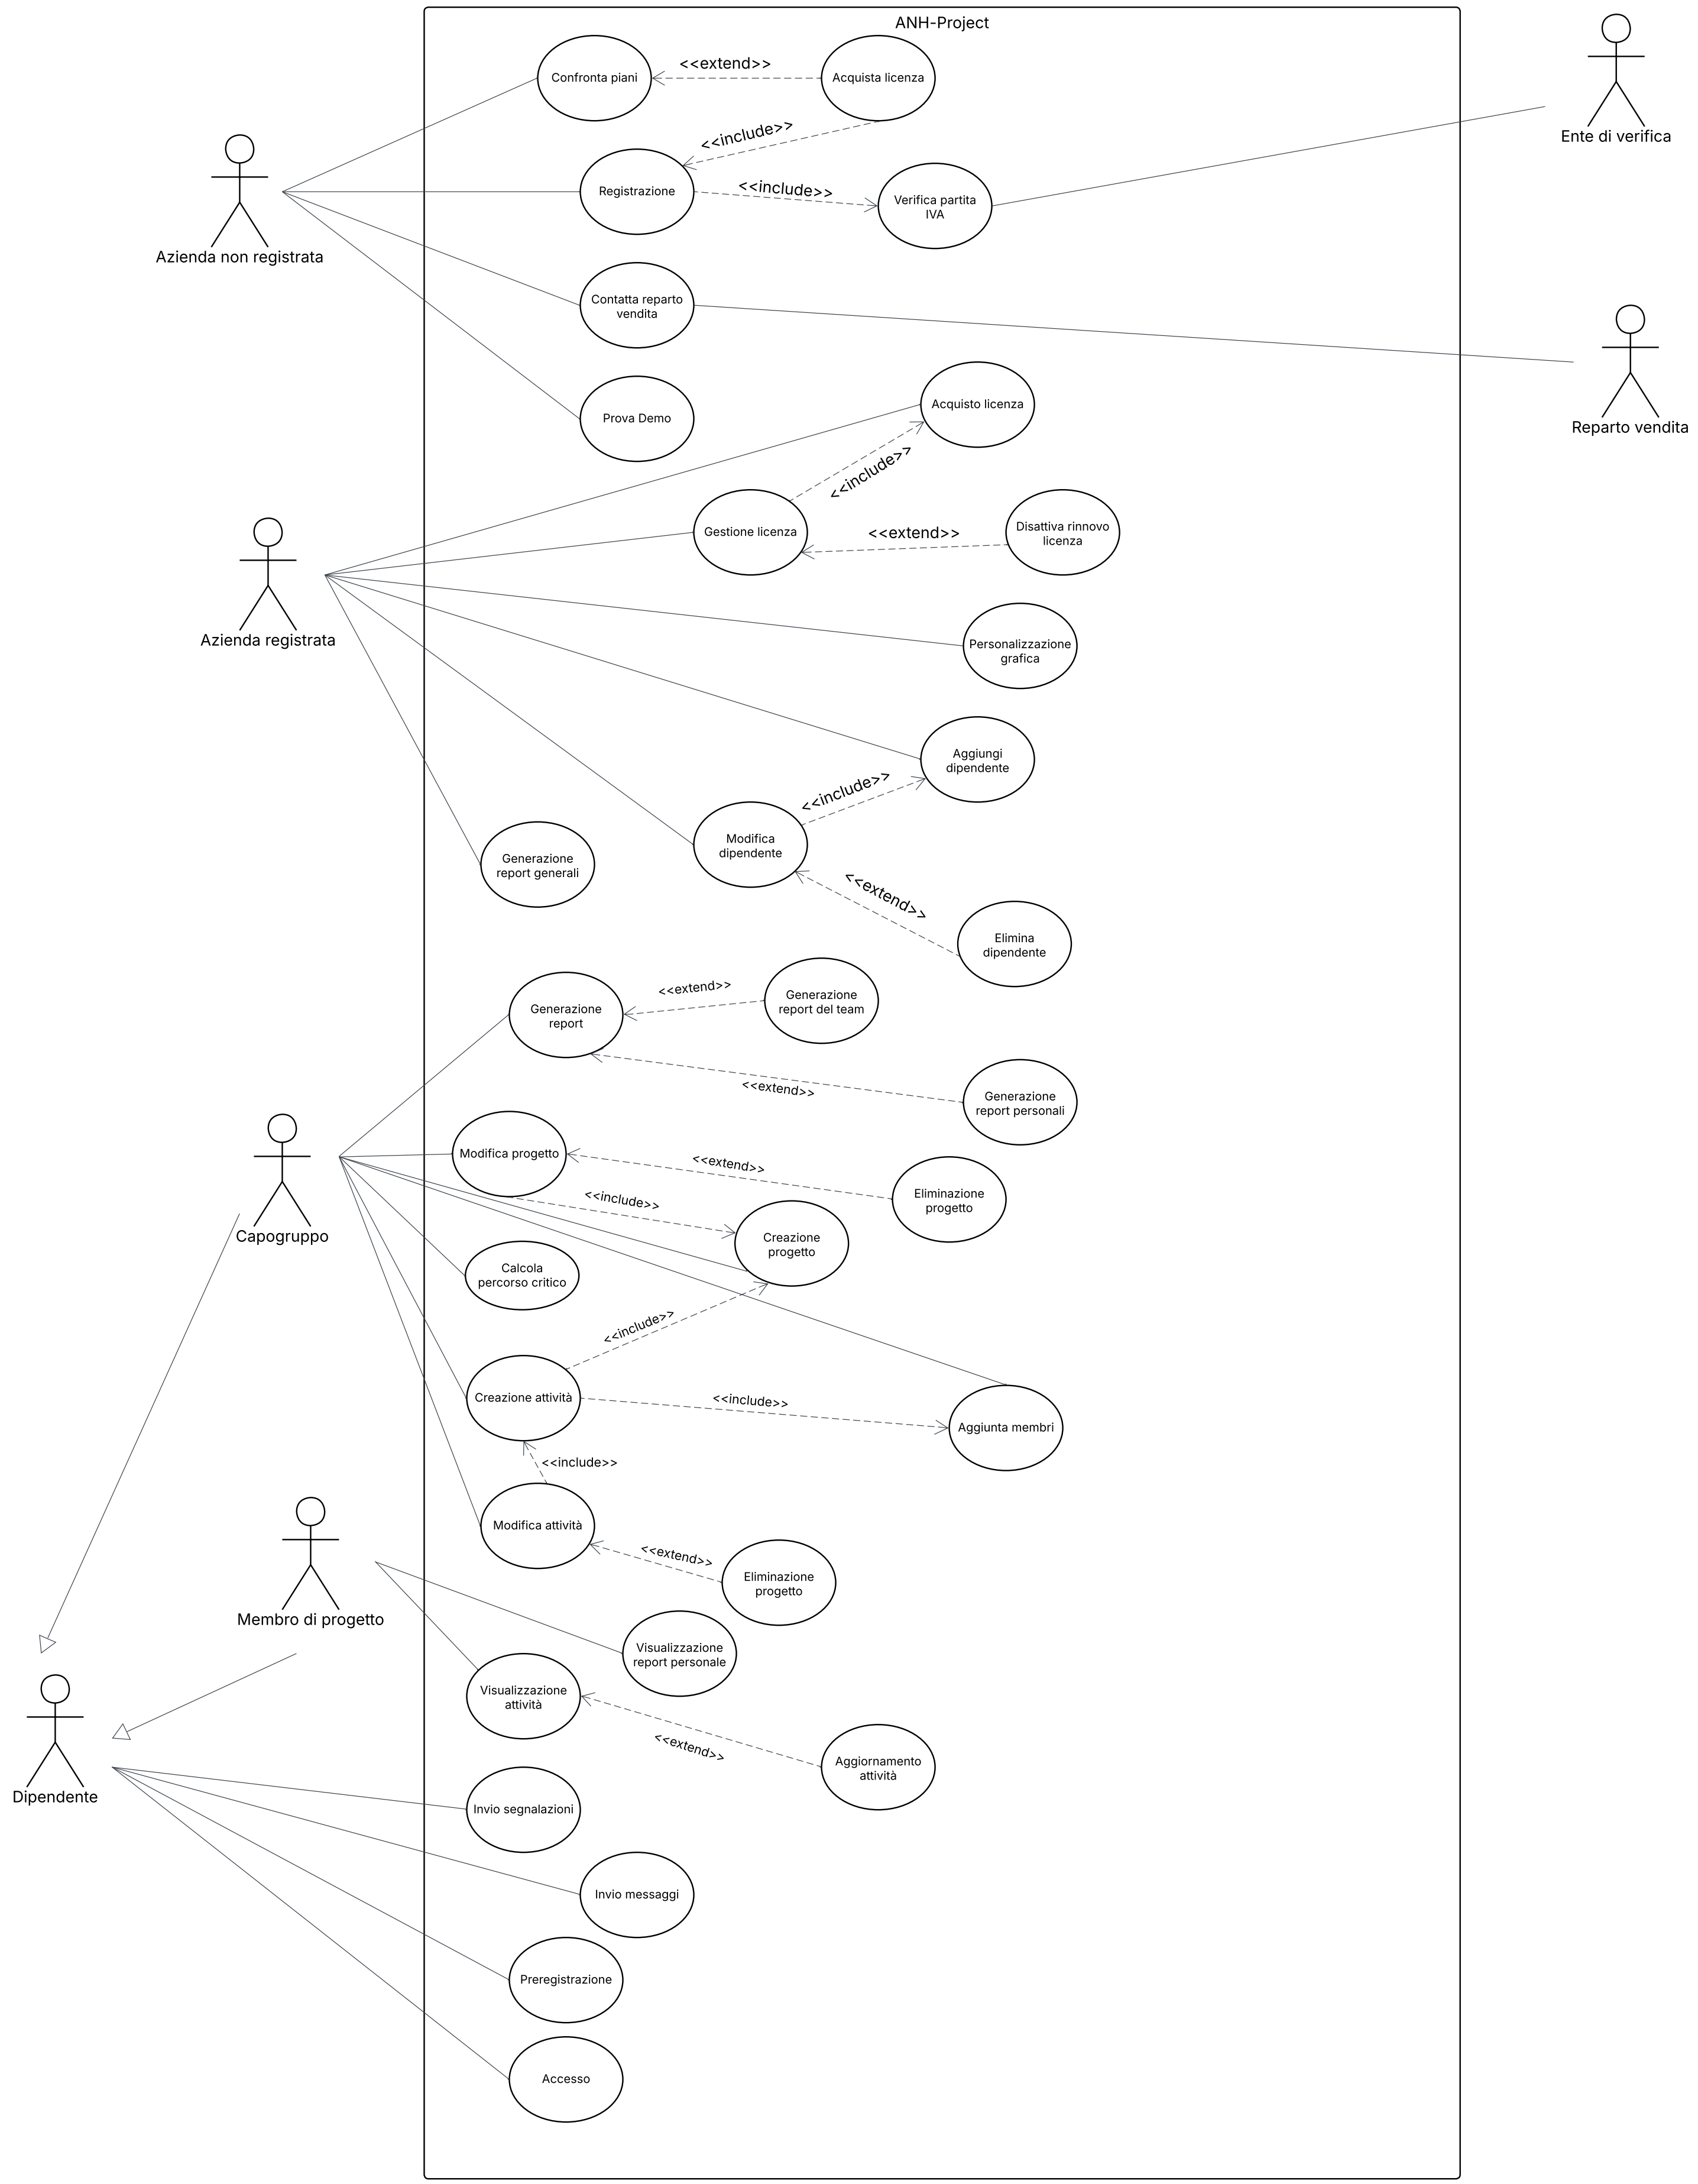 ANH-Project
Confronta piani
<<extend>>
Acquista licenza
Ente di verifica
<<include>>
Registrazione
<<include>>
Verifica partita
IVA
Azienda non registrata
Contatta reparto
vendita
Reparto vendita
Prova Demo
Acquisto licenza
<<include>>
Gestione licenza
<<extend>>
Disattiva rinnovo
licenza
Azienda registrata
Personalizzazione
grafica
Aggiungi
dipendente
<<include>>
Modifica
dipendente
Generazione
report generali
<<extend>>
Elimina
dipendente
Generazione
report
<<extend>>
Generazione
report del team
<<extend>>
Generazione
report personali
Capogruppo
Modifica progetto
<<extend>>
Eliminazione
progetto
<<include>>
Creazione
progetto
Calcola
percorso critico
<<include>>
Creazione attività
<<include>>
Aggiunta membri
<<include>>
Modifica attività
<<extend>>
Eliminazione
progetto
Membro di progetto
Visualizzazione
report personale
Visualizzazione
attività
<<extend>>
Aggiornamento
attività
Dipendente
Invio segnalazioni
Invio messaggi
Preregistrazione
Accesso